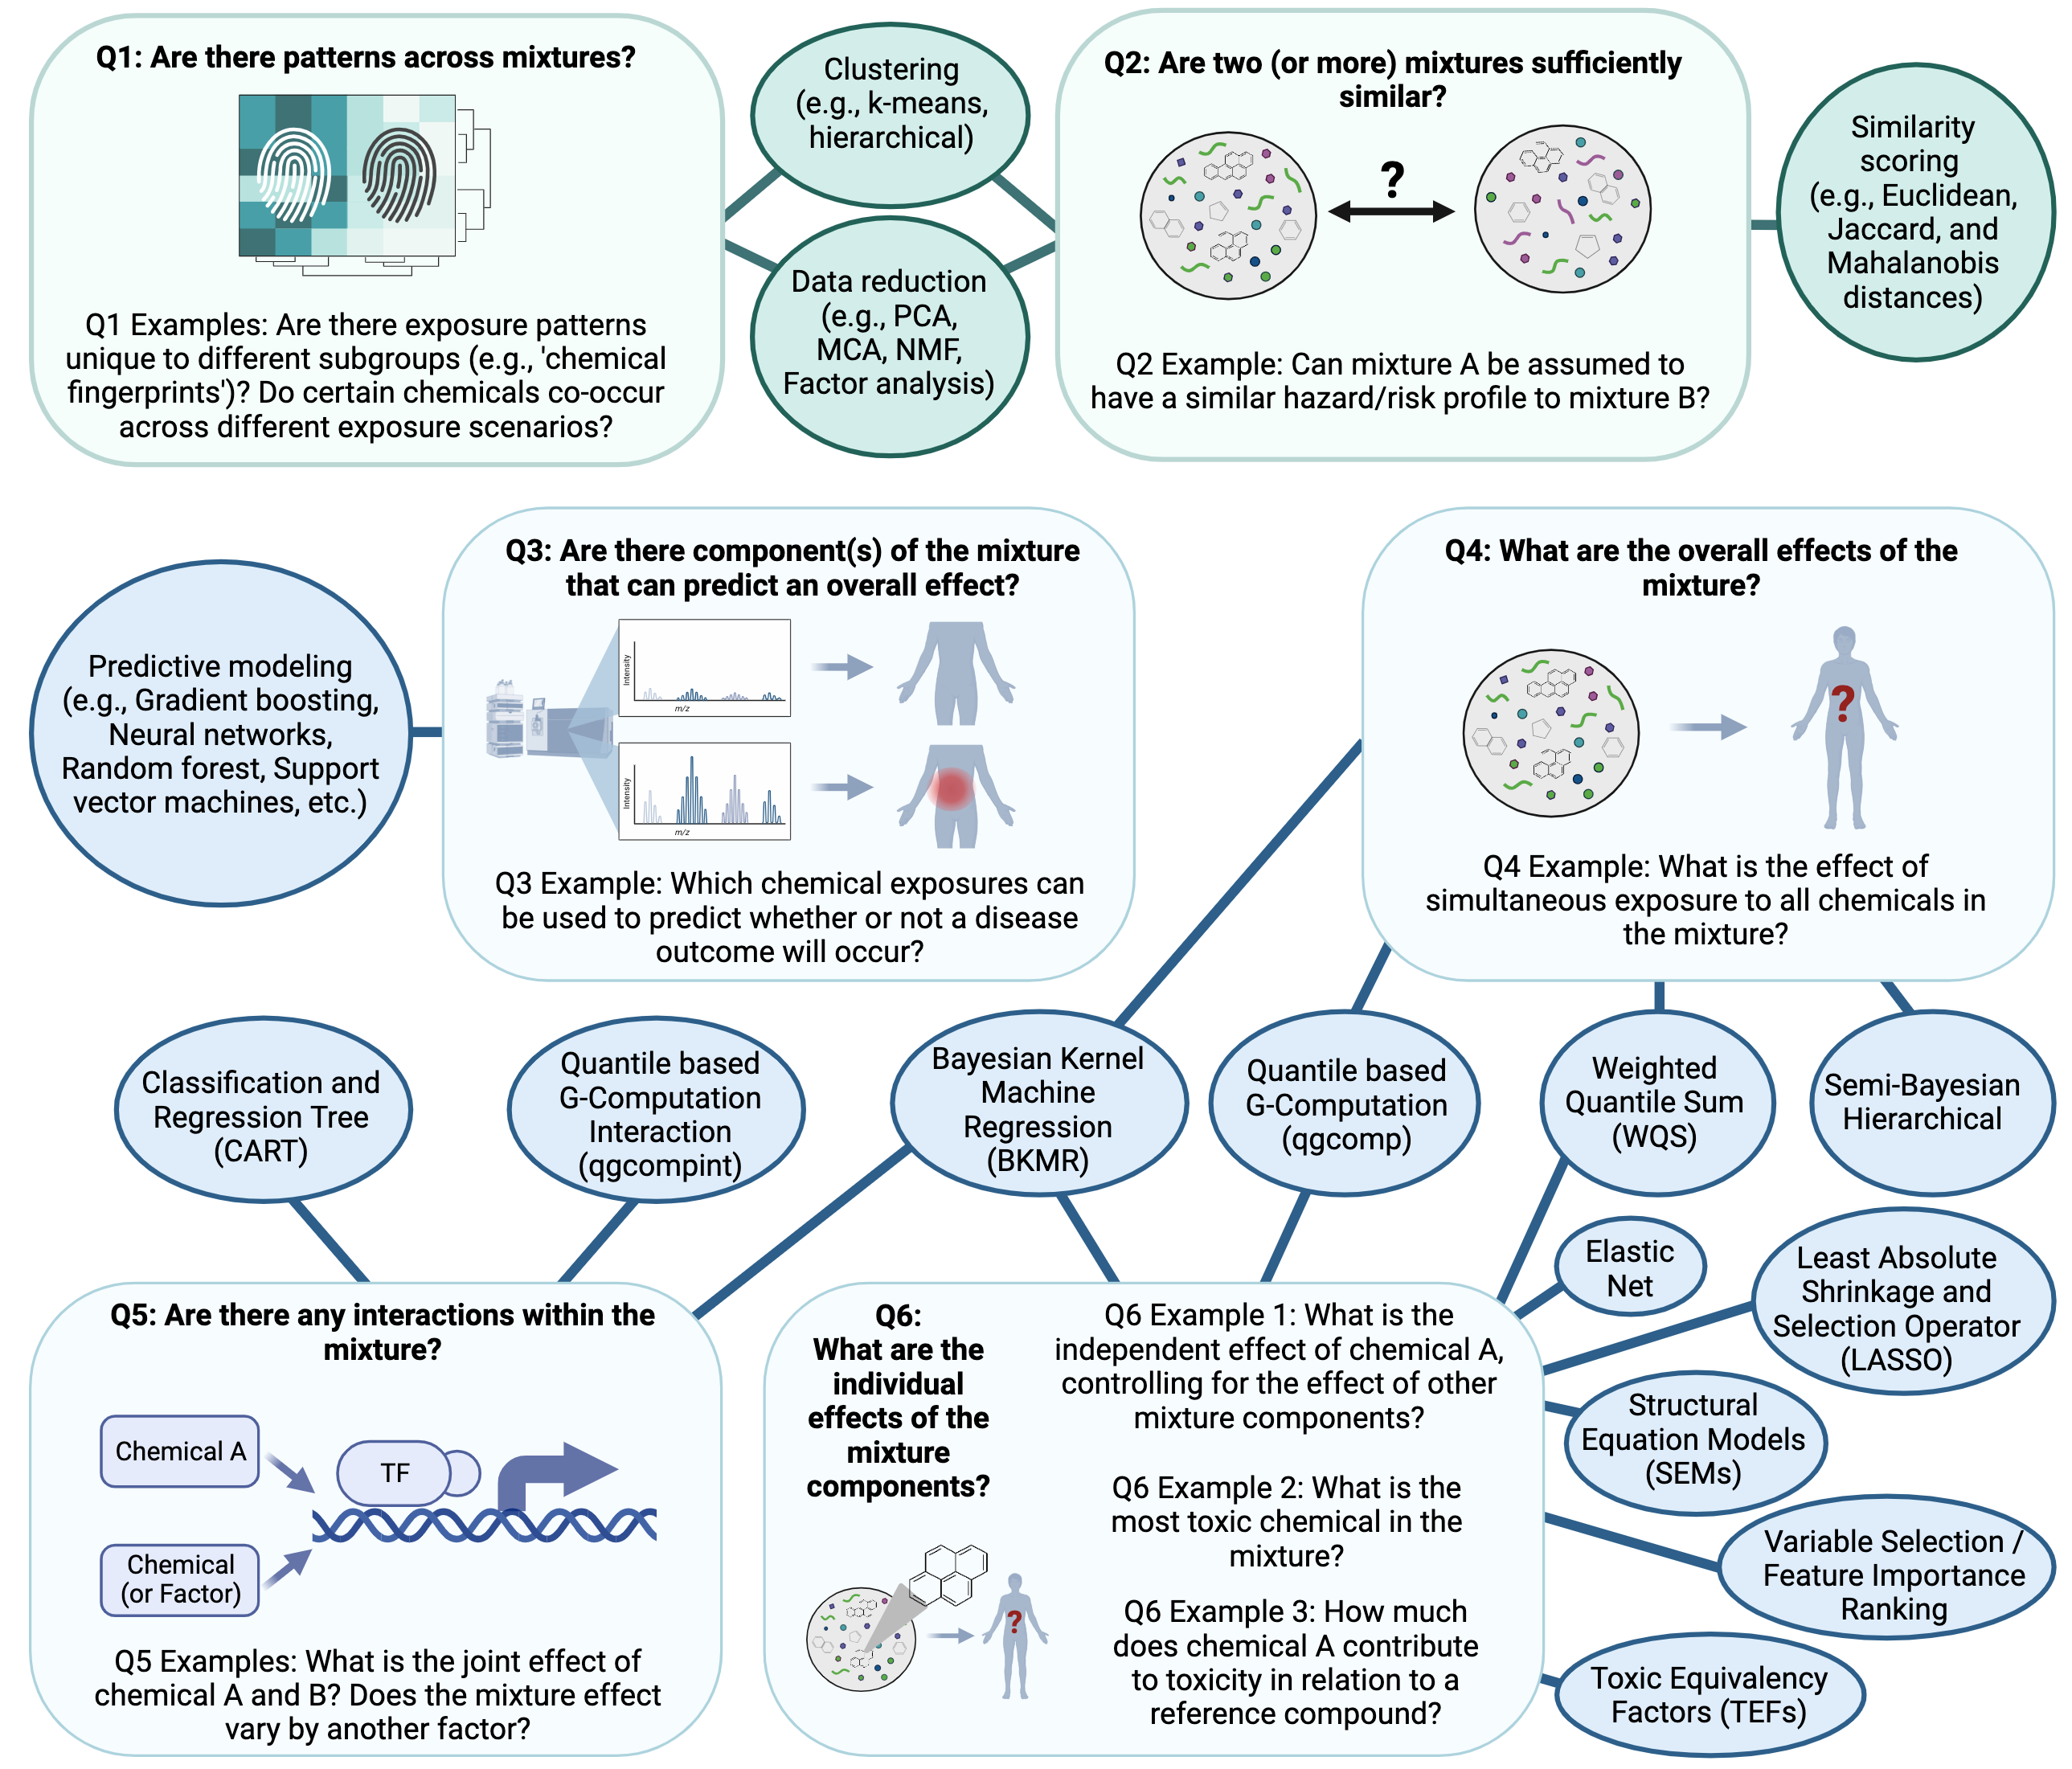 Q1: Are there patterns across mixtures?
Q1 Examples: Are there exposure patterns
unique to different subgroups (e.g., 'chemical
fingerprints')? Do certain chemicals co-occur
across different exposure scenarios?
Clustering
(e.g., k-means,
hierarchical)
Data reduction
(e.g., PCA,
MCA, NMF,
Factor analysis)
Q2: Are two (or more) mixtures sufficiently
similar?
?
Q2 Example: Can mixture A be assumed to
have a similar hazard/risk profile to mixture B?
Similarity
scoring
(e.g., Euclidean,
Jaccard, and
Mahalanobis
distances)
Predictive modeling
(e.g., Gradient boosting,
Neural networks,
Random forest, Support
vector machines, etc.)
Q3: Are there component(s) of the mixture
that can predict an overall effect?
Intensity
m/z
Intensity
m/z
Q3 Example: Which chemical exposures can
be used to predict whether or not a disease
outcome will occur?
Q4: What are the overall effects of the
mixture?
?
Q4 Example: What is the effect of
simultaneous exposure to all chemicals in
the mixture?
Classification and
Regression Tree
(CART)
Quantile based
G-Computation
Interaction
(qgcompint)
Bayesian Kernel
Machine
Regression
(BKMR)
Quantile based
G-Computation
(qgcomp)
Weighted
Quantile Sum
(WQS)
Semi-Bayesian
Hierarchical
Elastic
Net
Least Absolute
Shrinkage and
Selection Operator
(LASSO)
Structural
Equation Models
(SEMs)
Variable Selection /
Feature Importance
Ranking
Toxic Equivalency
Factors (TEFs)
Q5: Are there any interactions within the
mixture?
Chemical A
TF
Chemical
(or Factor)
Q5 Examples: What is the joint effect of
chemical A and B? Does the mixture effect
vary by another factor?
Q6:
What are the
individual
effects of the
mixture
components?
?
Q6 Example 1: What is the
independent effect of chemical A,
controlling for the effect of other
mixture components?
Q6 Example 2: What is the
most toxic chemical in the
mixture?
Q6 Example 3: How much
does chemical A contribute
to toxicity in relation to a
reference compound?